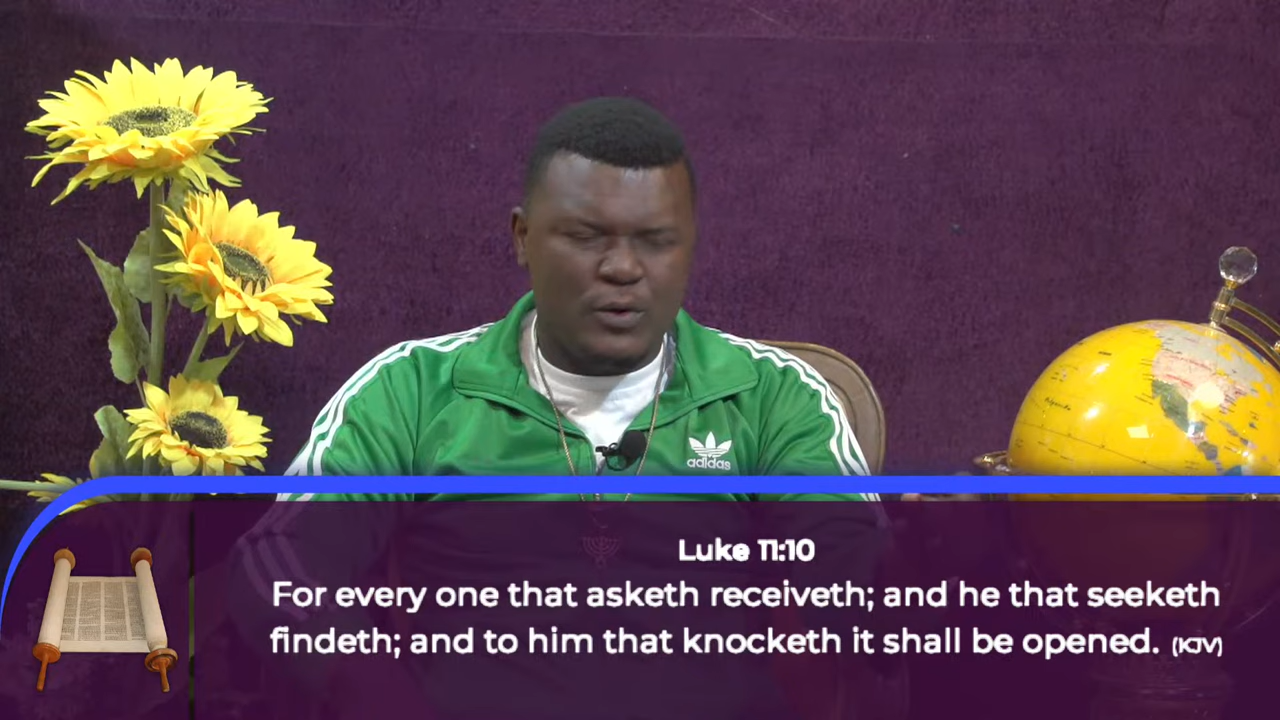 adidas
Luke 11:10
For every one that asketh receiveth; and he that seeketh
findeth; and to him that knocketh it shall be opened. (KJV)